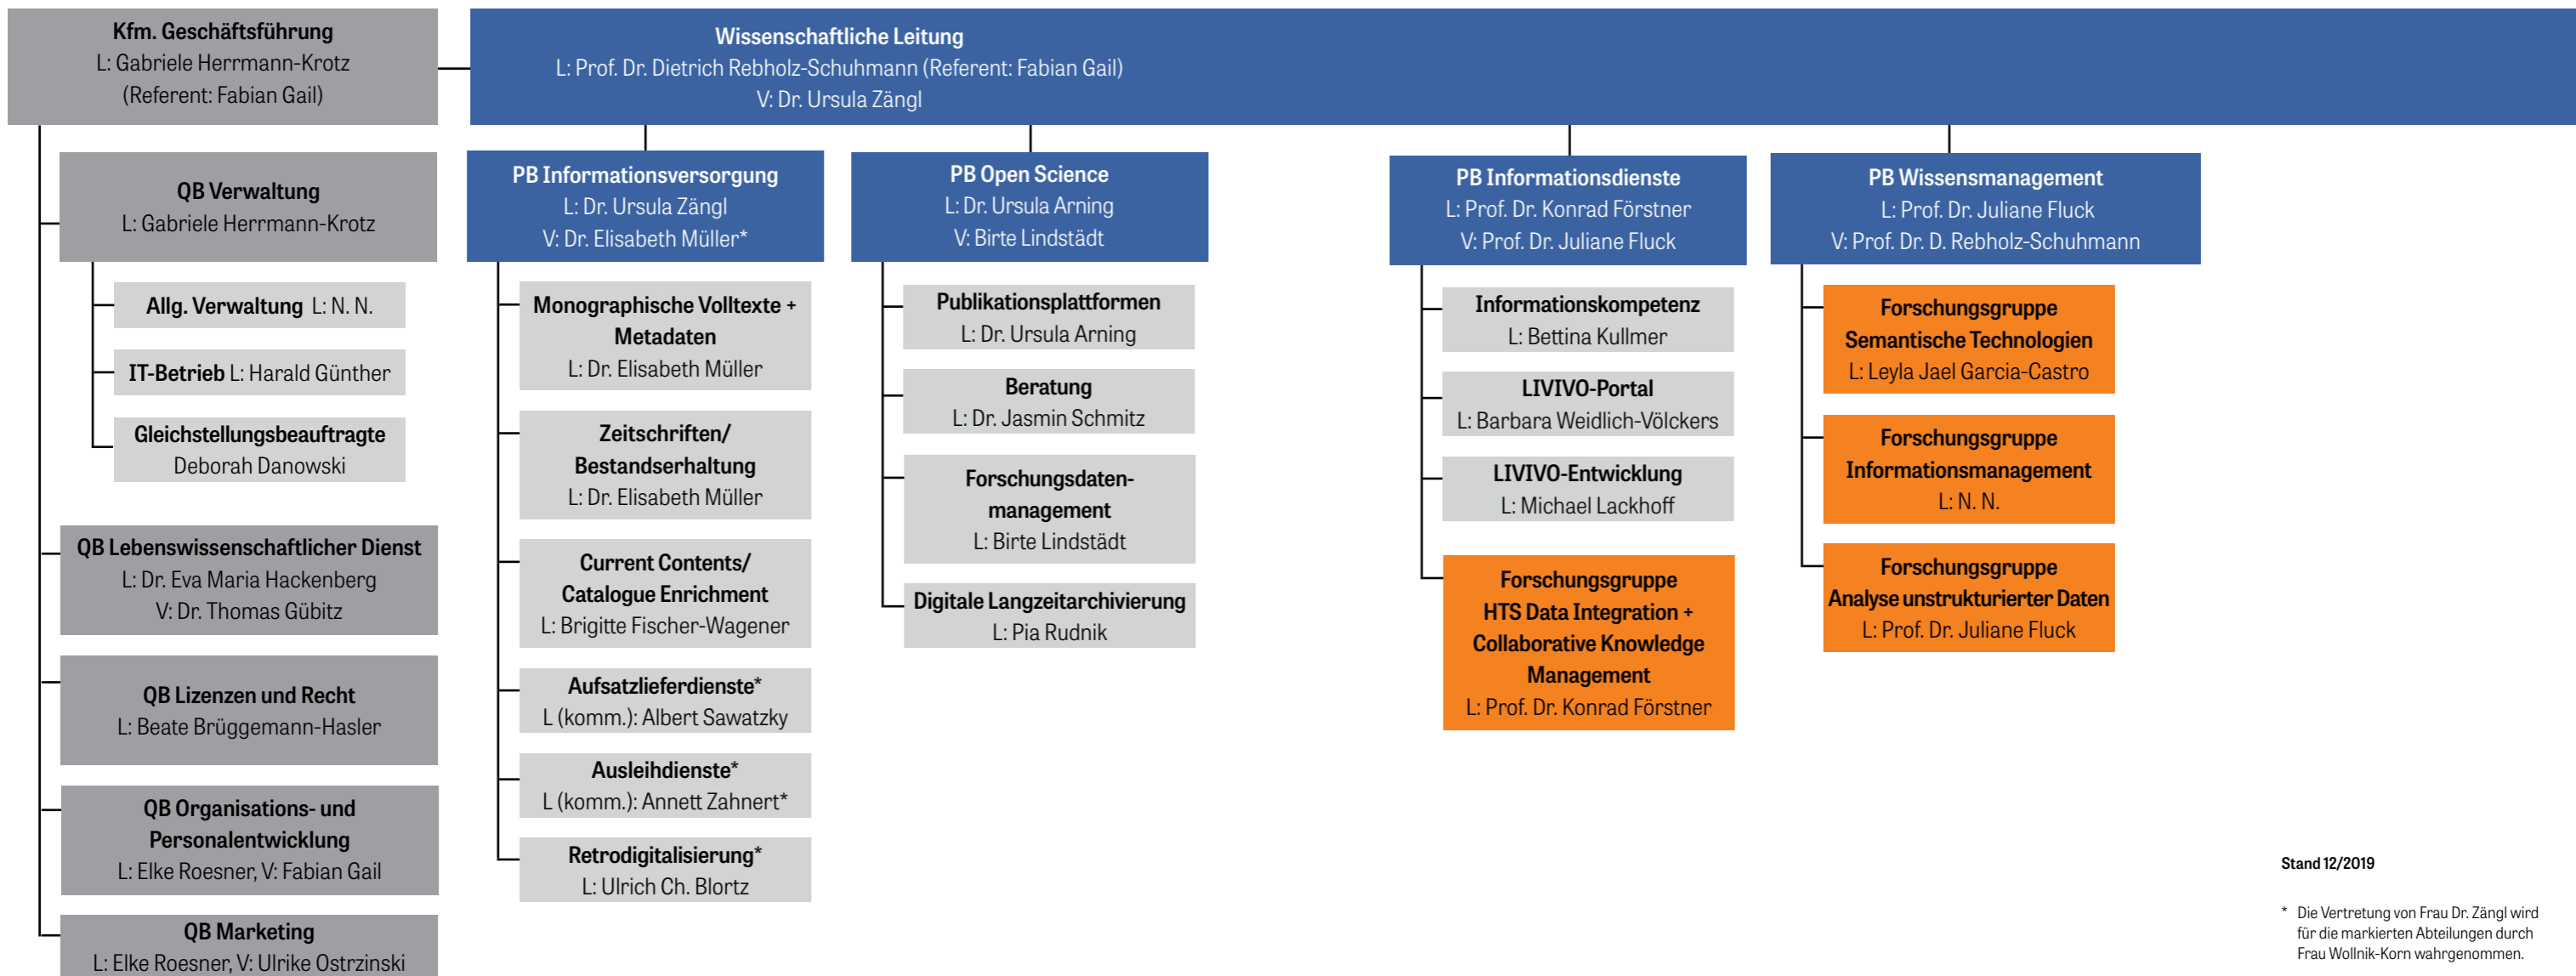 Kfm. Geschäftsführung
L: Gabriele Herrmann-Krotz
(Referent: Fabian Gail)
Wissenschaftliche Leitung
L: Prof. Dr. Dietrich Rebholz-Schuhmann (Referent: Fabian Gail)
V: Dr. Ursula Zängl
QB Verwaltung
L: Gabriele Herrmann-Krotz
Allg. Verwaltung L: N. N.
IT-Betrieb L: Harald Günther
Gleichstellungsbeauftragte
Deborah Danowski
QB Lebenswissenschaftlicher Dienst
L: Dr. Eva Maria Hackenberg
V: Dr. Thomas Gübitz
QB Lizenzen und Recht
L: Beate Brüggemann-Hasler
QB Organisations- und
Personalentwicklung
L: Elke Roesner, V: Fabian Gail
QB Marketing
L: Elke Roesner, V: Ulrike Ostrzinski
PB Informationsversorgung
L: Dr. Ursula Zängl
V: Dr. Elisabeth Müller*
Monographische Volltexte +
Metadaten
L: Dr. Elisabeth Müller
Zeitschriften/
Bestandserhaltung
L: Dr. Elisabeth Müller
Current Contents/
Catalogue Enrichment
L: Brigitte Fischer-Wagener
Aufsatzlieferdienste*
L (komm.): Albert Sawatzky
Ausleihdienste*
L (komm.): Annett Zahnert*
Retrodigitalisierung*
L: Ulrich Ch. Blortz
PB Open Science
L: Dr. Ursula Arning
V: Birte Lindstädt
Publikationsplattformen
L: Dr. Ursula Arning
Beratung
L: Dr. Jasmin Schmitz
Forschungsdaten-
management
L: Birte Lindstädt
Digitale Langzeitarchivierung
L: Pia Rudnik
PB Informationsdienste
L: Prof. Dr. Konrad Förstner
V: Prof. Dr. Juliane Fluck
Informationskompetenz
L: Bettina Kullmer
LIVIVO-Portal
L: Barbara Weidlich-Völckers
LIVIVO-Entwicklung
L: Michael Lackhoff
Forschungsgruppe
HTS Data Integration +
Collaborative Knowledge
Management
L: Prof. Dr. Konrad Förstner
PB Wissensmanagement
L: Prof. Dr. Juliane Fluck
V: Prof. Dr. D. Rebholz-Schuhmann
Forschungsgruppe
Semantische Technologien
L: Leyla Jael Garcia-Castro
Forschungsgruppe
Informationsmanagement
L: N. N.
Forschungsgruppe
Analyse unstrukturierter Daten
L: Prof. Dr. Juliane Fluck
Stand 12/2019
* Die Vertretung von Frau Dr. Zängl wird
für die markierten Abteilungen durch
Frau Wollnik-Korn wahrgenommen.